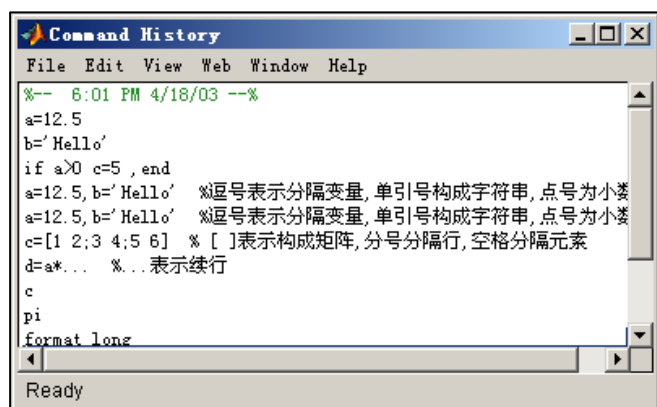 Command History
File Edit View Web Window Help
%-- 6:01 PM 4/18/03 --%
a=12.5
b='Hello'
if a>0 c=5 ,end
a=12.5,b='Hello' %逗号表示分隔变量,单引号构成字符串,点号为小数
a=12.5,b='Hello' %逗号表示分隔变量,单引号构成字符串,点号为小数
c=[1 2;3 4;5 6] % [ ]表示构成矩阵,分号分隔行,空格分隔元素
d=a*... %...表示续行
c
pi
format long
Ready